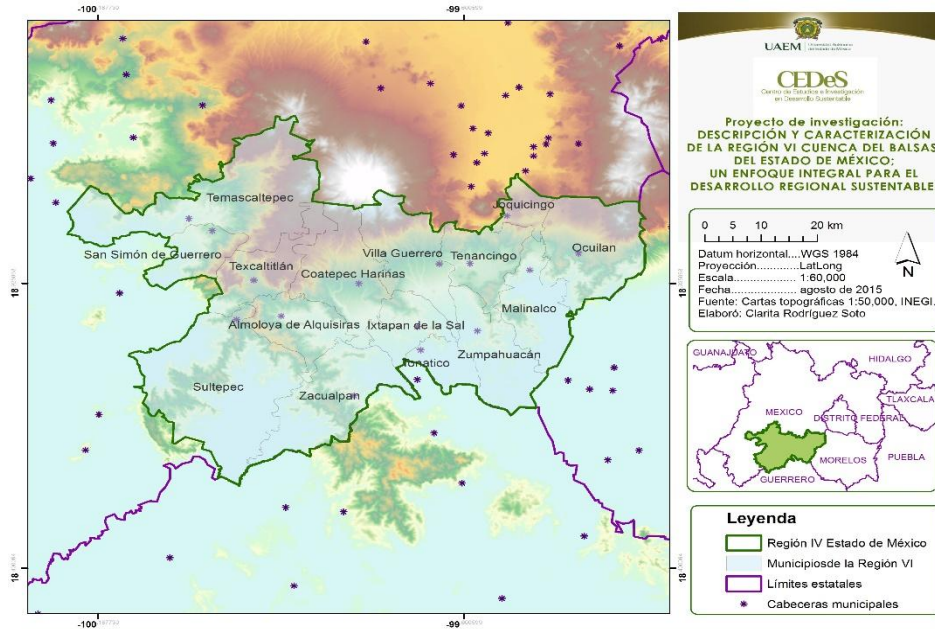 -100
-99
Temascaltepec
Joquicingo
San Simón de Guerrero
Villa Guerrero
Tenancingo
Ocuilan
Texcaltitlán
Coatepec Harinas
Malinalco
Almoloya de Alquisiras
Ixtapan de la Sal
Zumpahuacán
Sultepec
Zacualpan
18
18
18
18
-100
-99
UAEM
CEDeS
Centro de Estudios e Investigación
en Desarrollo Sustentable
Proyecto de investigación:
DESCRIPCIÓN Y CARACTERIZACIÓN
DE LA REGIÓN VI CUENCA DEL BALSAS
DEL ESTADO DE MÉXICO;
UN ENFOQUE INTEGRAL PARA EL
DESARROLLO REGIONAL SUSTENTABLE
0 5 10 20 km
N
Datum horizontal....WGS 1984
Proyección............LatLong
Escala...................1:60,000
Fecha....................agosto de 2015
Fuente: Cartas topográficas 1:50,000, INEGI.
Elaboró: Clarita Rodríguez Soto
GUANAJUATO
HIDALGO
TLAXCALA
MEXICO
DISTRITO FEDERAL
MORELOS
PUEBLA
GUERRERO
Leyenda
Región IV Estado de México
Municipiosde la Región VI
Límites estatales
Cabeceras municipales